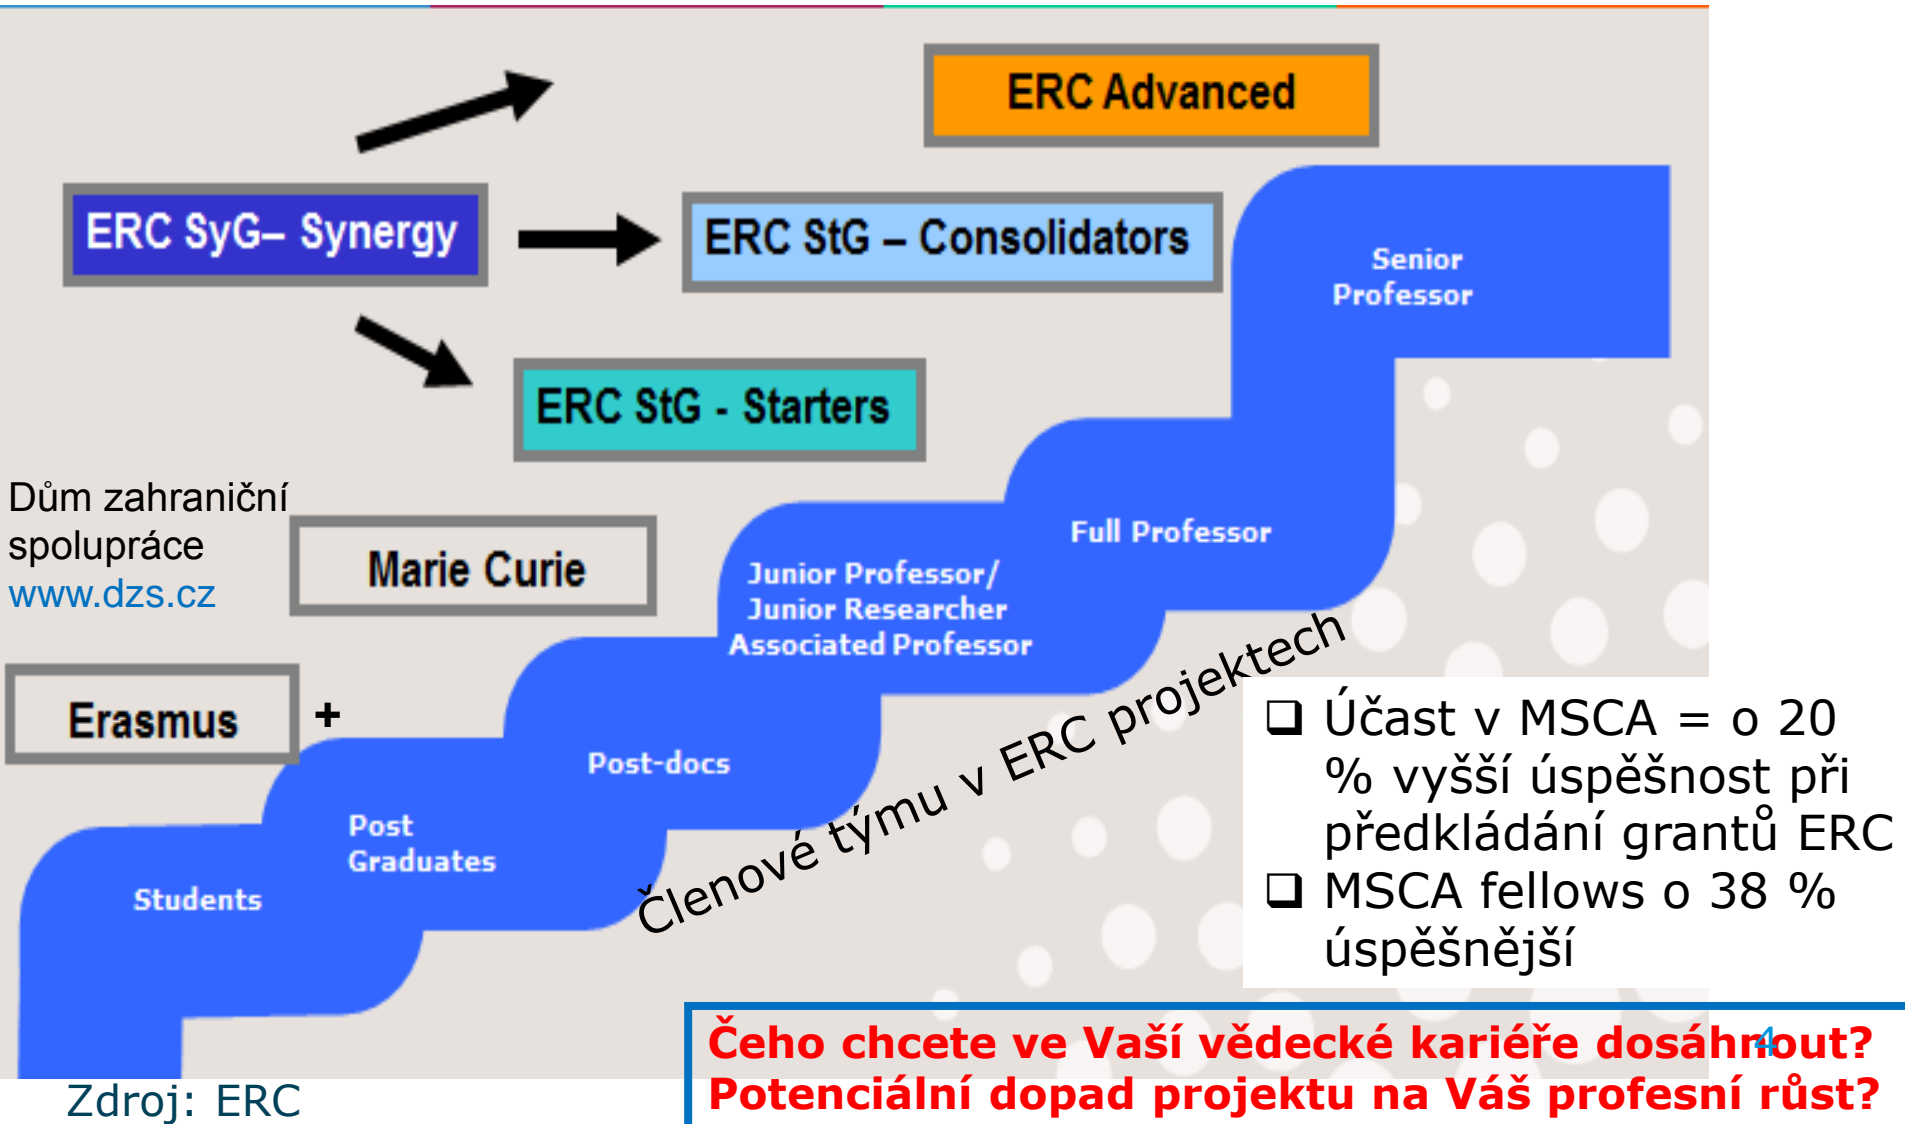 ERC Advanced
ERC SyG– Synergy
ERC StG – Consolidators
Senior
Professor
ERC StG - Starters
Dům zahraniční
spolupráce
www.dzs.cz
Marie Curie
Full Professor
Junior Professor/
Junior Researcher
Associated Professor
Erasmus +
Členové týmu v ERC projektech
Post-docs
Post
Graduates
Students
❑ Účast v MSCA = o 20
% vyšší úspěšnost při
předkládání grantů ERC
❑ MSCA fellows o 38 %
úspěšnější
Čeho chcete ve Vaší vědecké kariéře dosáhnout?
4
Potenciální dopad projektu na Váš profesní růst?
Zdroj: ERC